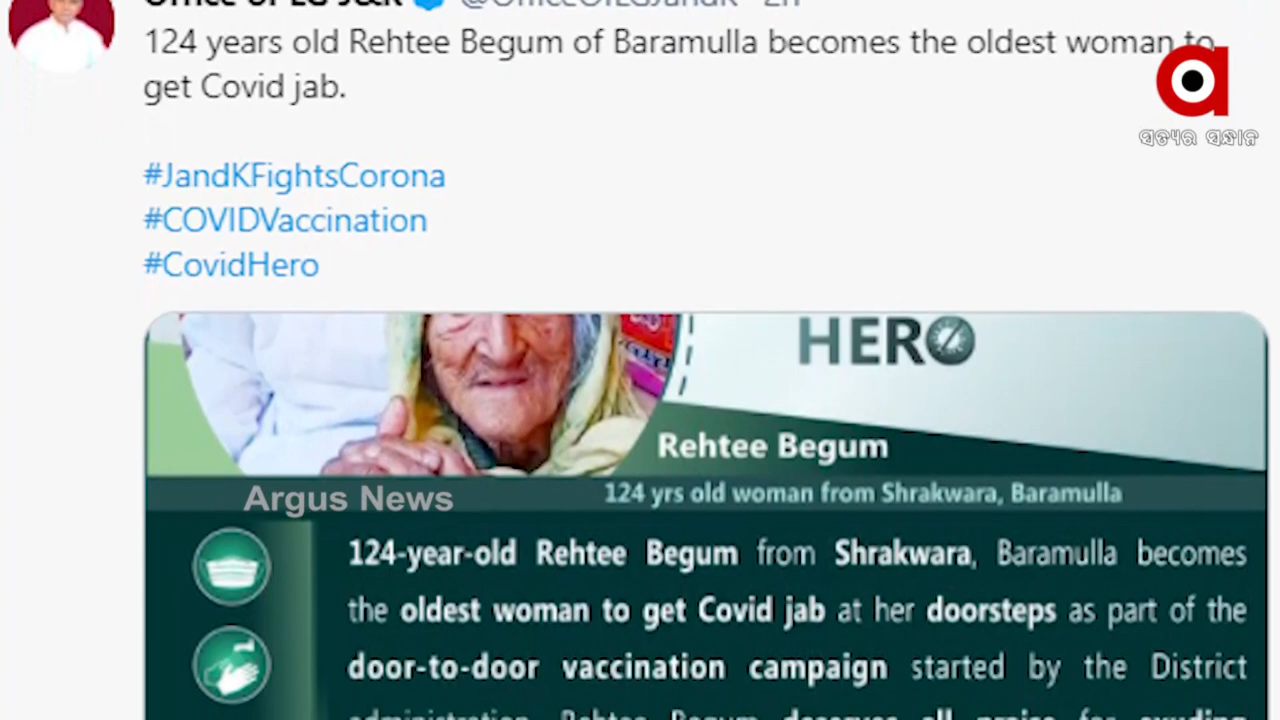 124 years old Rehtee Begum of Baramulla becomes the oldest woman to
get Covid jab.
ସତ୍ୟର ସନ୍ଧାନ
#JandKFightsCorona
#COVIDVaccination
#CovidHero
HERO
Rehtee Begum
124 yrs old woman from Shrakwara, Baramulla
Argus News
124-year-old Rehtee Begum from Shrakwara, Baramulla becomes
the oldest woman to get Covid jab at her doorsteps as part of the
door-to-door vaccination campaign started by the District